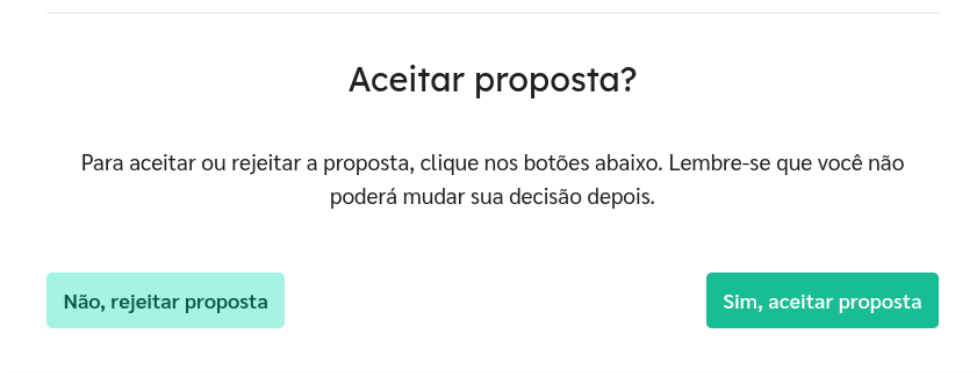 Aceitar proposta?
Para aceitar ou rejeitar a proposta, clique nos botões abaixo. Lembre-se que você não
poderá mudar sua decisão depois.
Não, rejeitar proposta
Sim, aceitar proposta